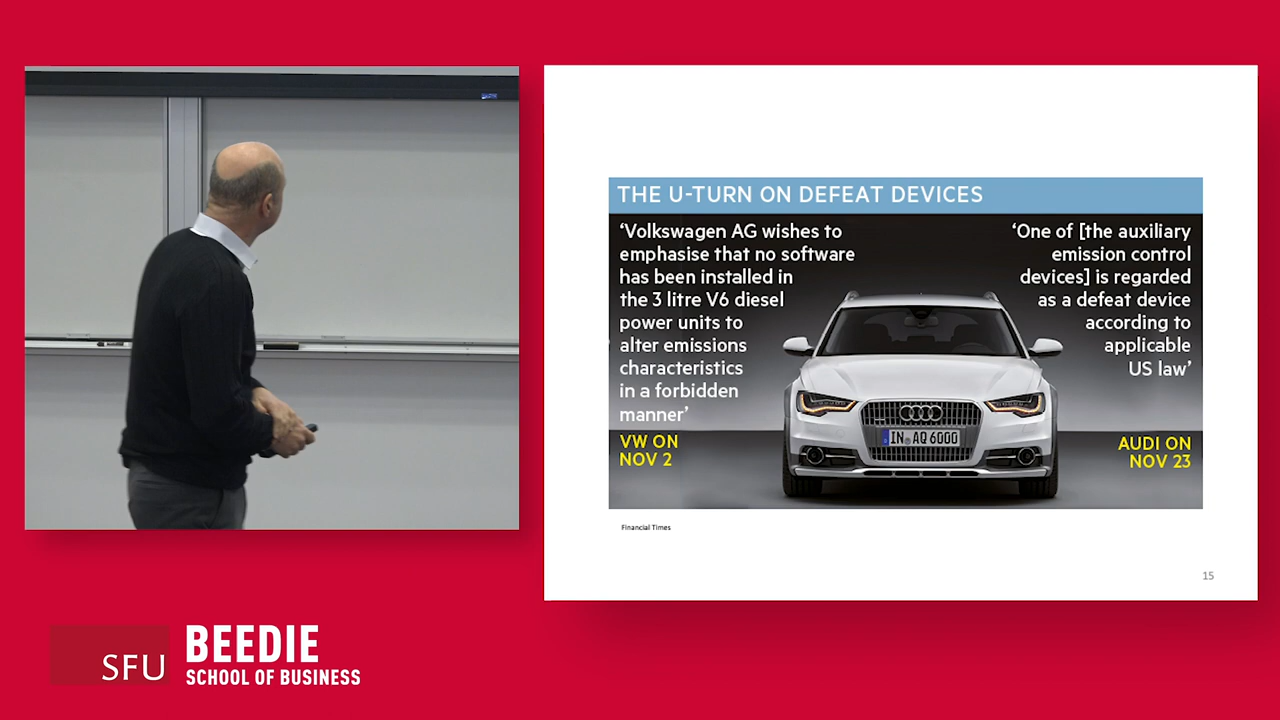 THE U-TURN ON DEFEAT DEVICES
‘Volkswagen AG wishes to
emphasise that no software
has been installed in
the 3 litre V6 diesel
power units to
alter emissions
characteristics
in a forbidden
manner’
VW ON
NOV 2
‘One of [the auxiliary
emission control
devices] is regarded
as a defeat device
according to
applicable
US law’
AUDI ON
NOV 23
IN AQ 6000
Financial Times
15
SFU
BEEDIE
SCHOOL OF BUSINESS